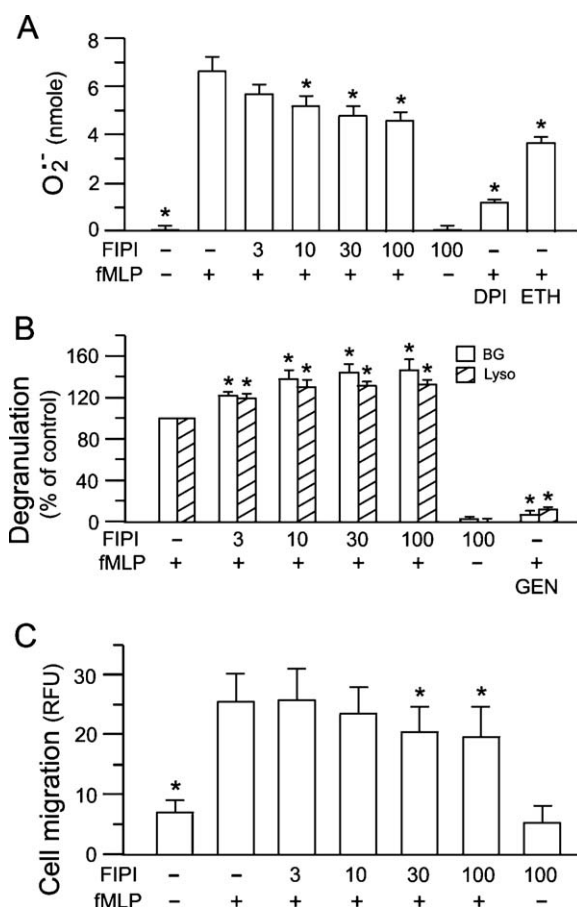 A
O2•− (nmole)
8
6
4
2
0
* * * * * *
FIPI – – 3 10 30 100 100 – –
fMLP – + + + + + – + +
DPI ETH
B
Degranulation
(% of control)
160
120
80
40
0
BG
Lyso
* * * * * * * * * *
FIPI – 3 10 30 100 100 –
fMLP + + + + + – +
GEN
C
Cell migration (RFU)
30
20
10
0
* * *
FIPI – – 3 10 30 100 100
fMLP – + + + + + –